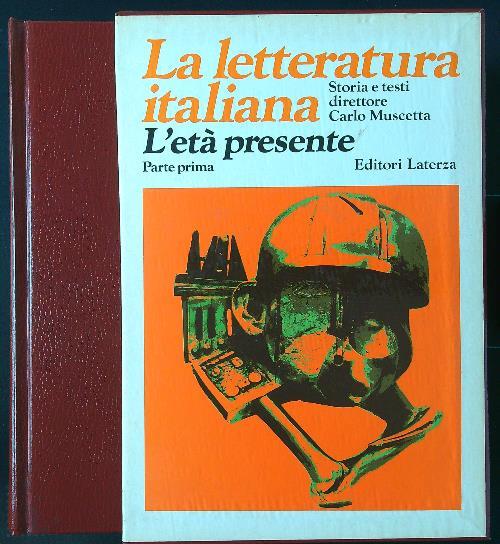 La letteratura
italiana
Storia e testi
direttore
Carlo Muscetta
L'età presente
Parte prima
Editori Laterza